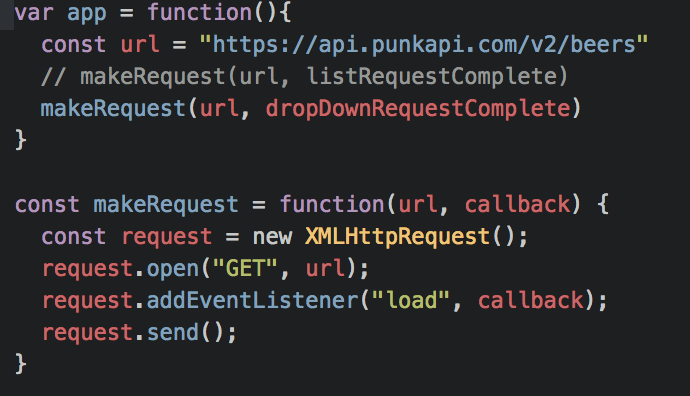 var app = function(){
  const url = "https://api.punkapi.com/v2/beers"
  // makeRequest(url, listRequestComplete)
  makeRequest(url, dropDownRequestComplete)
}

const makeRequest = function(url, callback) {
  const request = new XMLHttpRequest();
  request.open("GET", url);
  request.addEventListener("load", callback);
  request.send();
}